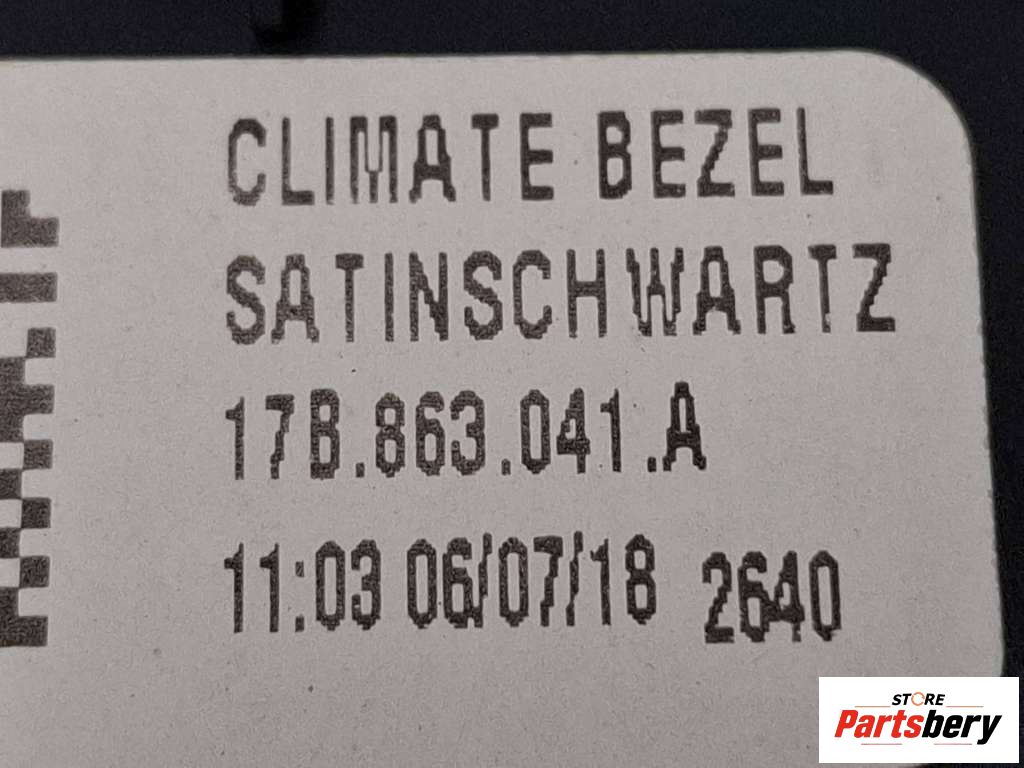 CLIMATE BEZEL
SATINSCHWARTZ
17B.863.041.A
11:03 06/07/18 2640
STORE
Partsbery